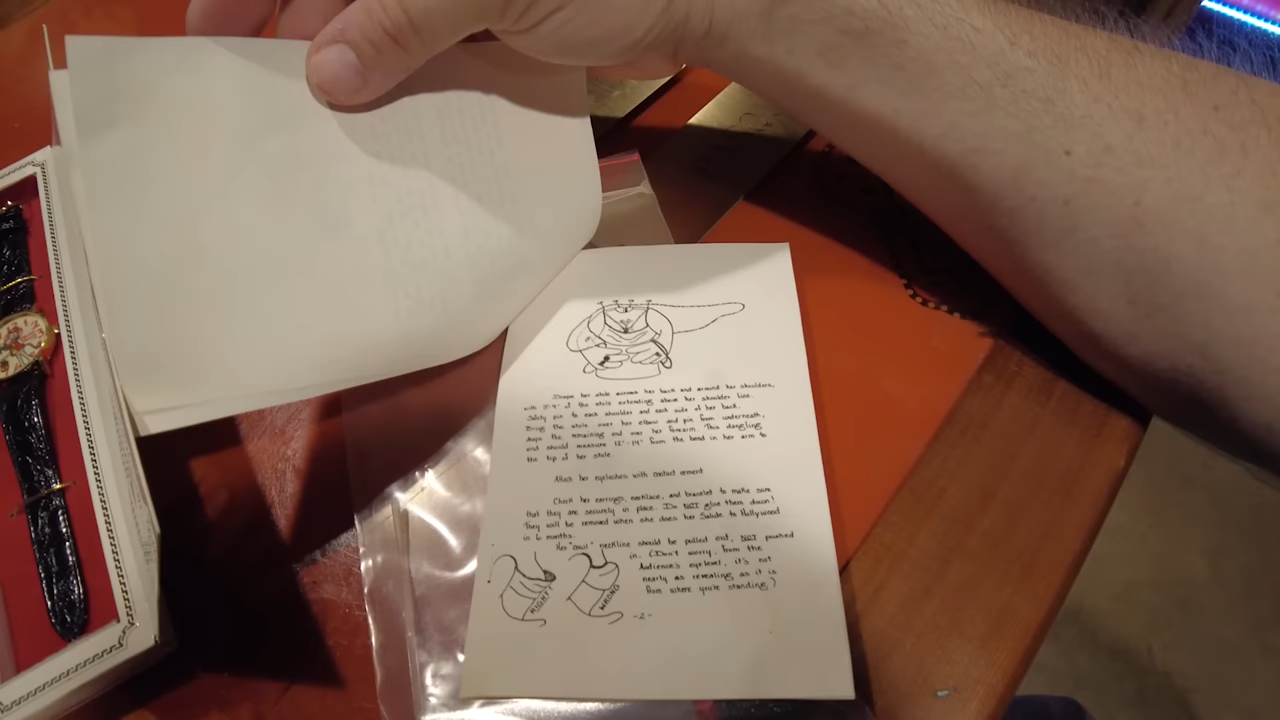 Drape her stole across her back and around her shoulders,
with 3"-4" of the stole extending above her shoulder line.
Safety pin to each shoulder and each side of her back.
Bring the stole over her elbow and pin from underneath,
drape the remaining end over her forearm. This dangling
end should measure 12"-14" from the bend in her arm to
the tip of her stole.
Attach her eyelashes with contact cement
Check her earrings, necklace, and bracelet to make sure
that they are securely in place. Do NOT glue them down!
They will be removed when she does her Salute to Hollywood
in 6 months.
Her "cowl" neckline should be pulled out, NOT pushed
in. (Don't worry, from the
Audience's eyelevel, it's not
nearly as revealing as it is
from where you're standing.)
RIGHT
WRONG
-2-